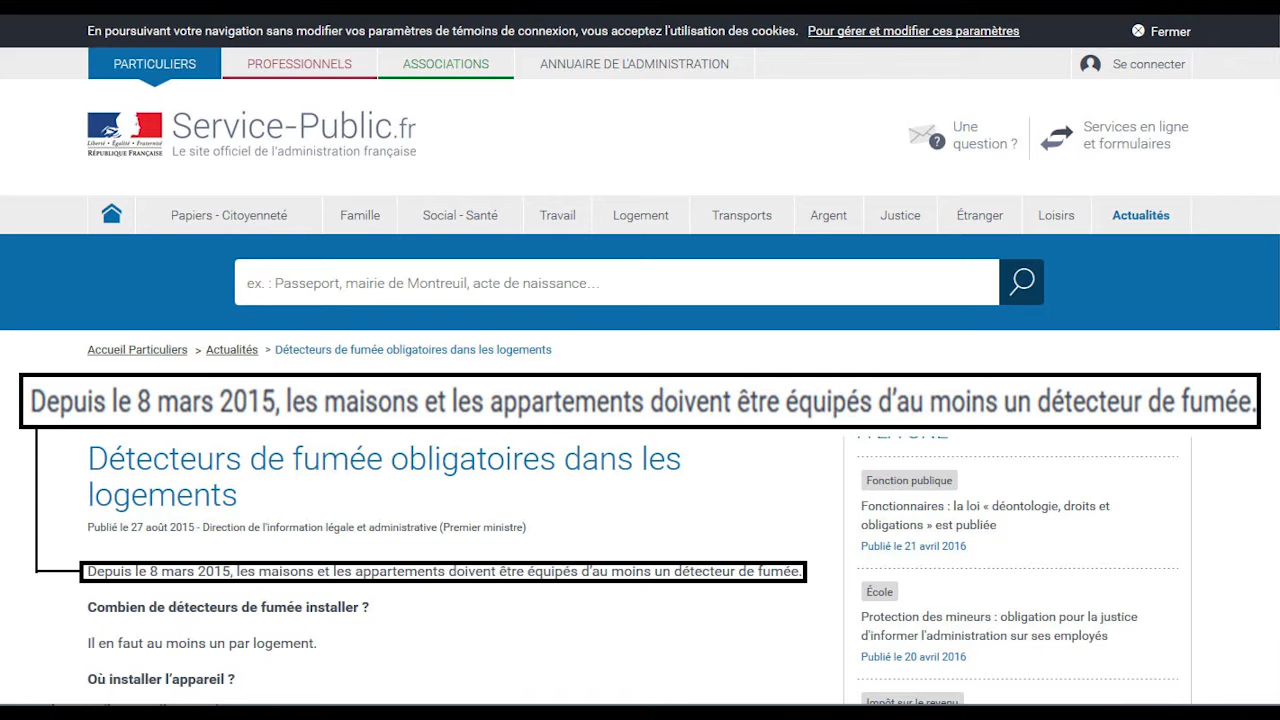 En poursuivant votre navigation sans modifier vos paramètres de témoins de connexion, vous acceptez l'utilisation des cookies. Pour gérer et modifier ces paramètres
Fermer
PARTICULIERS
PROFESSIONNELS
ASSOCIATIONS
ANNUAIRE DE L'ADMINISTRATION
Se connecter
Liberté • Égalité • Fraternité
RÉPUBLIQUE FRANÇAISE
Service-Public.fr
Le site officiel de l'administration française
Une
question ?
Services en ligne
et formulaires
Papiers - Citoyenneté
Famille
Social - Santé
Travail
Logement
Transports
Argent
Justice
Étranger
Loisirs
Actualités
ex. : Passeport, mairie de Montreuil, acte de naissance...
Accueil Particuliers > Actualités > Détecteurs de fumée obligatoires dans les logements
Depuis le 8 mars 2015, les maisons et les appartements doivent être équipés d’au moins un détecteur de fumée.
Détecteurs de fumée obligatoires dans les
logements
Publié le 27 août 2015 - Direction de l'information légale et administrative (Premier ministre)
Depuis le 8 mars 2015, les maisons et les appartements doivent être équipés d’au moins un détecteur de fumée.
Combien de détecteurs de fumée installer ?
Il en faut au moins un par logement.
Où installer l’appareil ?
Fonction publique
Fonctionnaires : la loi « déontologie, droits et
obligations » est publiée
Publié le 21 avril 2016
École
Protection des mineurs : obligation pour la justice
d'informer l'administration sur ses employés
Publié le 20 avril 2016
Impôt sur le revenu